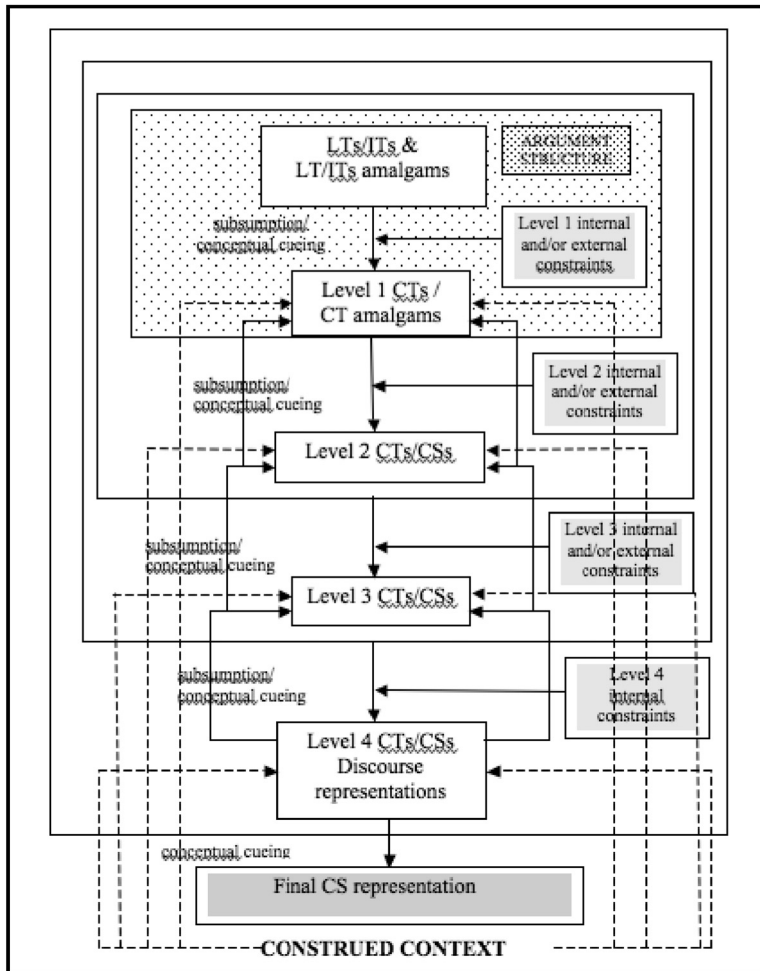 LTs/ITs &
LT/ITs amalgams
ARGUMENT
STRUCTURE
subsumption/
conceptual cueing
Level 1 internal
and/or external
constraints
Level 1 CTs /
CT amalgams
subsumption/
conceptual cueing
Level 2 internal
and/or external
constraints
Level 2 CTs/CSs
subsumption/
conceptual cueing
Level 3 internal
and/or external
constraints
Level 3 CTs/CSs
subsumption/
conceptual cueing
Level 4
internal
constraints
Level 4 CTs/CSs
Discourse
representations
conceptual cueing
Final CS representation
CONSTRUED CONTEXT